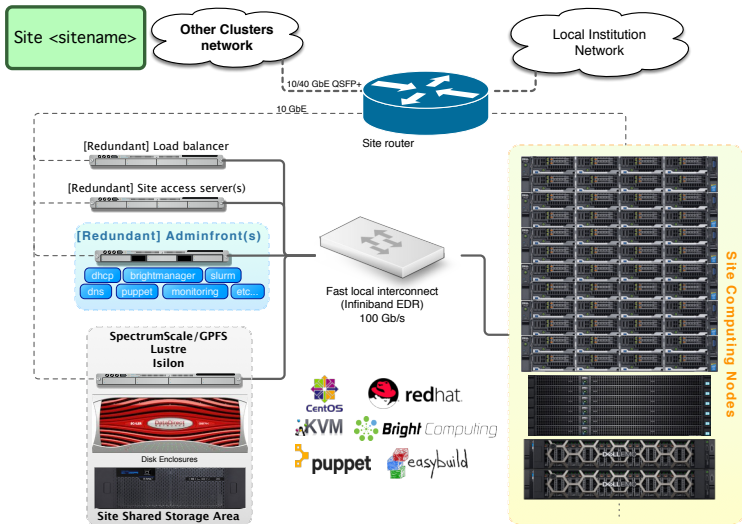 Site <sitename>
Other Clusters
network
Local Institution
Network
10/40 GbE QSFP+
10 GbE
Site router
[Redundant] Load balancer
[Redundant] Site access server(s)
[Redundant] Adminfront(s)
dhcp
brightmanager
slurm
dns
puppet
monitoring
etc...
Fast local interconnect
(Infiniband EDR)
100 Gb/s
SpectrumScale/GPFS
Lustre
Isilon
DataDirect
Disk Enclosures
Site Shared Storage Area
CentOS
redhat.
KVM
Bright Computing
puppet
easybuild
Site Computing Nodes
DELLEMC
DELLEMC